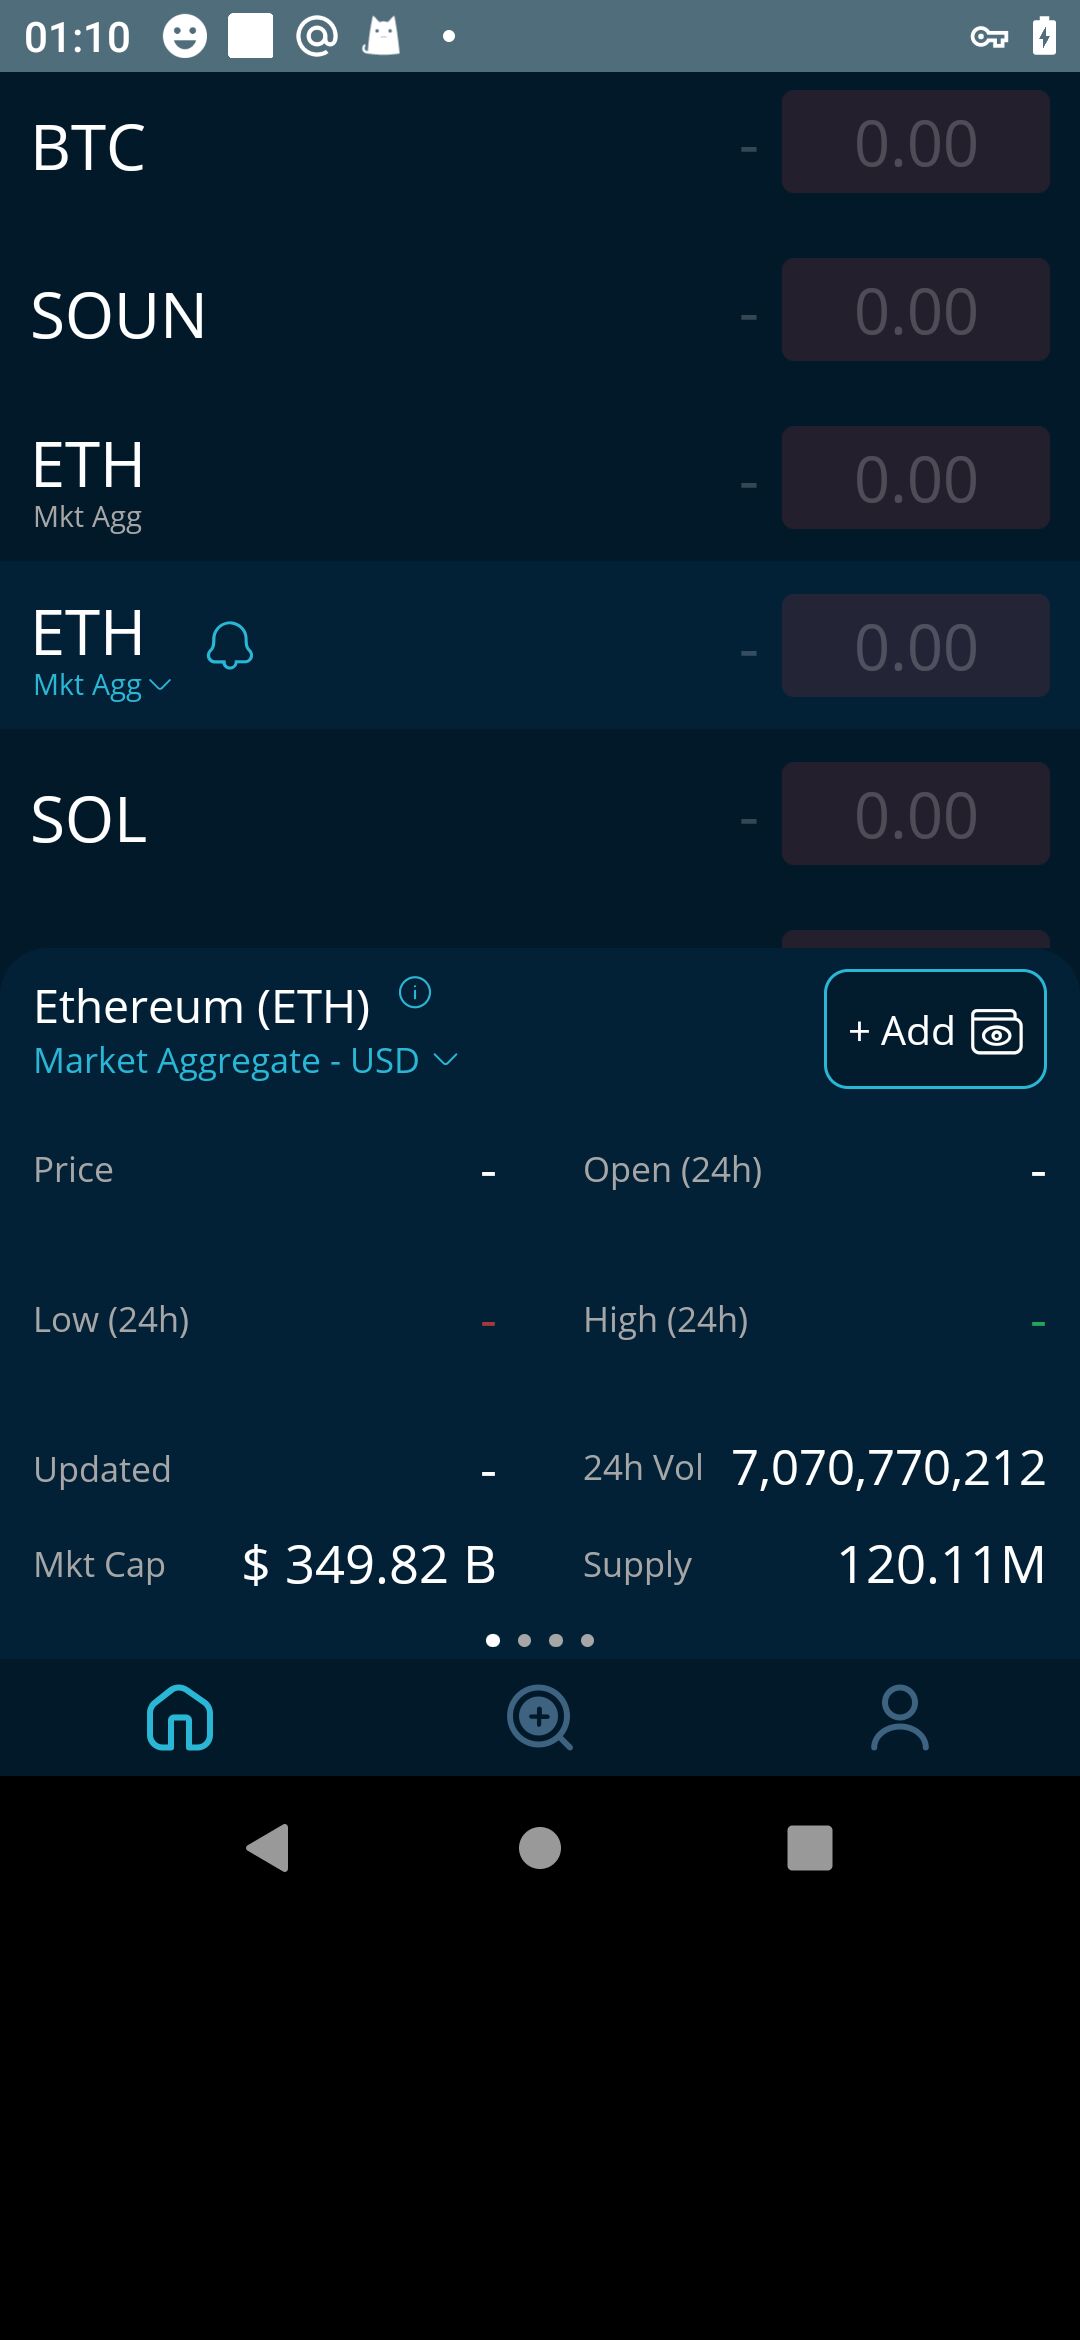 01:10
BTC - 0.00
SOUN - 0.00
ETH - 0.00
Mkt Agg
ETH - 0.00
Mkt Agg
SOL - 0.00
Ethereum (ETH)
Market Aggregate - USD
+ Add
Price - Open (24h) -
Low (24h) - High (24h) -
Updated - 24h Vol 7,070,770,212
Mkt Cap $ 349.82 B Supply 120.11M